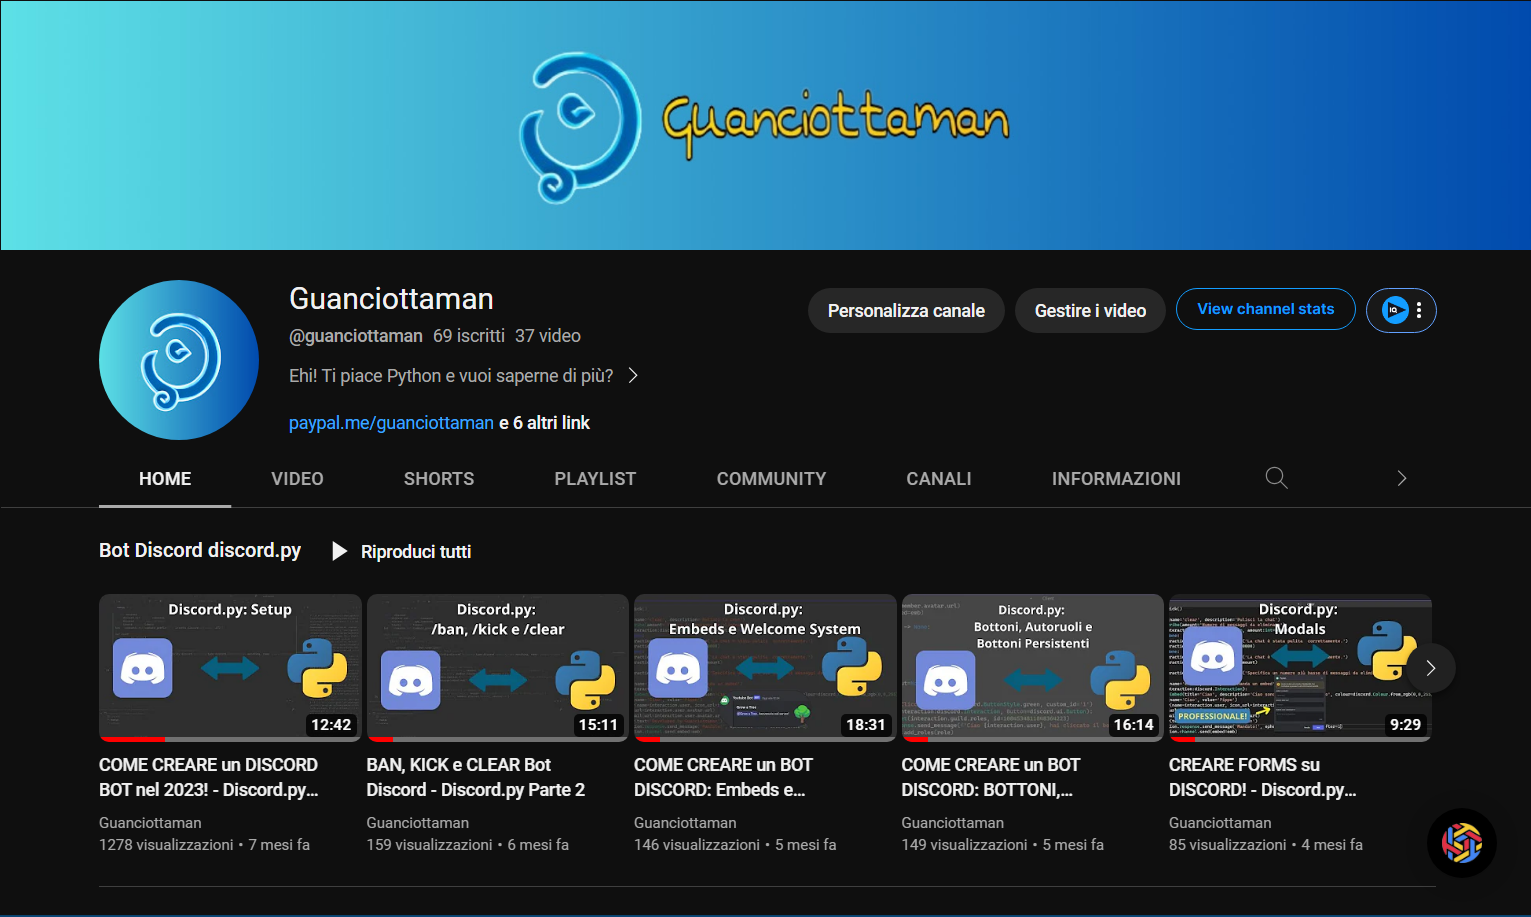 Guanciottaman
Guanciottaman
@guanciottaman 69 iscritti 37 video
Ehi! Ti piace Python e vuoi saperne di più?
paypal.me/guanciottaman e 6 altri link
Personalizza canale
Gestire i video
View channel stats
IQ
HOME VIDEO SHORTS PLAYLIST COMMUNITY CANALI INFORMAZIONI
Bot Discord discord.py
Riproduci tutti
Discord.py: Setup
12:42
COME CREARE un DISCORD
BOT nel 2023! - Discord.py...
Guanciottaman
1278 visualizzazioni • 7 mesi fa
Discord.py:
/ban, /kick e /clear
15:11
BAN, KICK e CLEAR Bot
Discord - Discord.py Parte 2
Guanciottaman
159 visualizzazioni • 6 mesi fa
Discord.py:
Embeds e Welcome System
18:31
COME CREARE un BOT
DISCORD: Embeds e...
Guanciottaman
146 visualizzazioni • 5 mesi fa
Discord.py:
Bottoni, Autoruoli e
Bottoni Persistenti
16:14
COME CREARE un BOT
DISCORD: BOTTONI,...
Guanciottaman
149 visualizzazioni • 5 mesi fa
Discord.py:
Modals
PROFESSIONALE!
9:29
CREARE FORMS su
DISCORD! - Discord.py...
Guanciottaman
85 visualizzazioni • 4 mesi fa